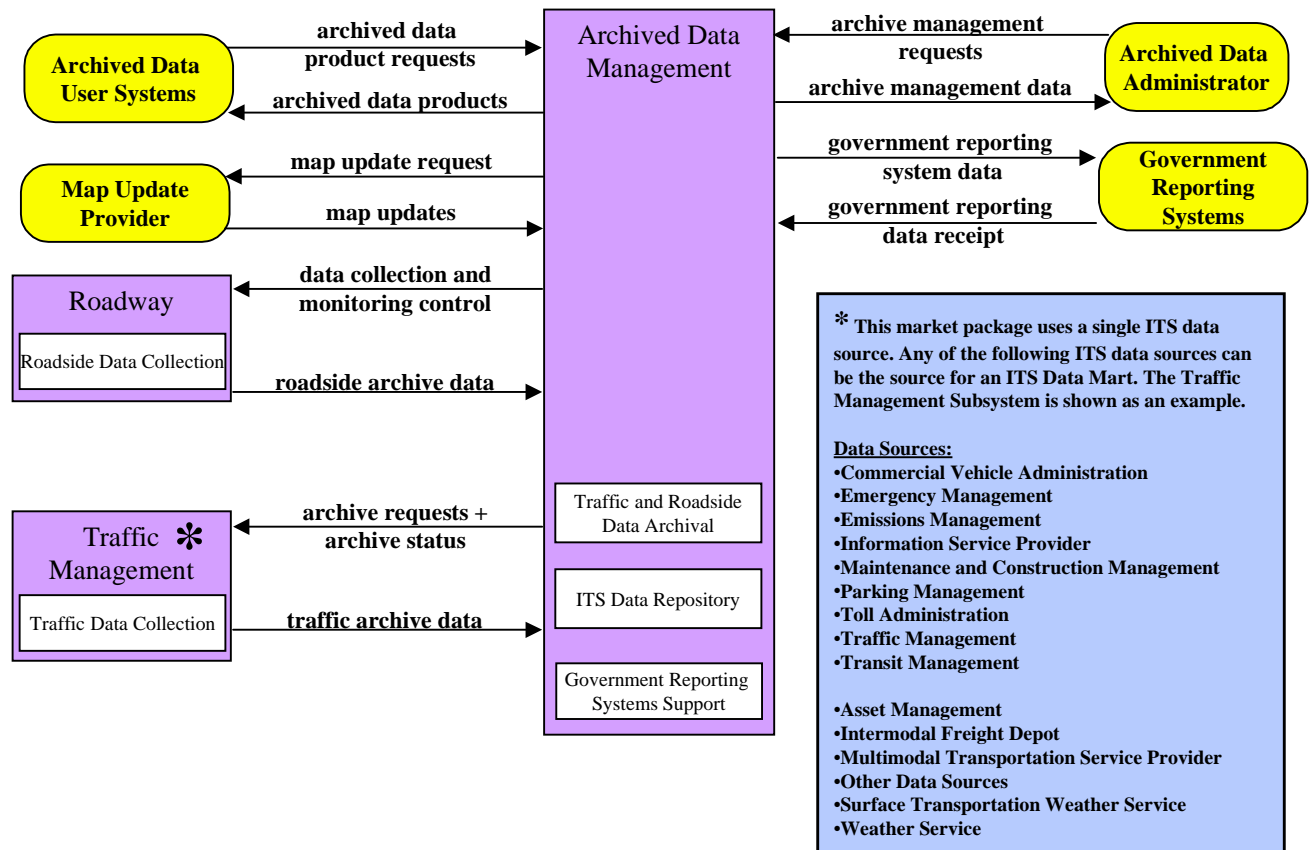 archived data
product requests
Archived Data
User Systems
archived data products
map update request
Map Update
Provider
map updates
data collection and
monitoring control
Roadway
Roadside Data Collection
roadside archive data
archive requests +
archive status
Traffic *
Management
Traffic Data Collection
traffic archive data
Archived Data
Management
Traffic and Roadside
Data Archival
ITS Data Repository
Government Reporting
Systems Support
archive management
requests
Archived Data
Administrator
archive management data
government reporting
system data
Government
Reporting
Systems
government reporting
data receipt
* This market package uses a single ITS data
source. Any of the following ITS data sources can
be the source for an ITS Data Mart. The Traffic
Management Subsystem is shown as an example.
Data Sources:
•Commercial Vehicle Administration
•Emergency Management
•Emissions Management
•Information Service Provider
•Maintenance and Construction Management
•Parking Management
•Toll Administration
•Traffic Management
•Transit Management
•Asset Management
•Intermodal Freight Depot
•Multimodal Transportation Service Provider
•Other Data Sources
•Surface Transportation Weather Service
•Weather Service